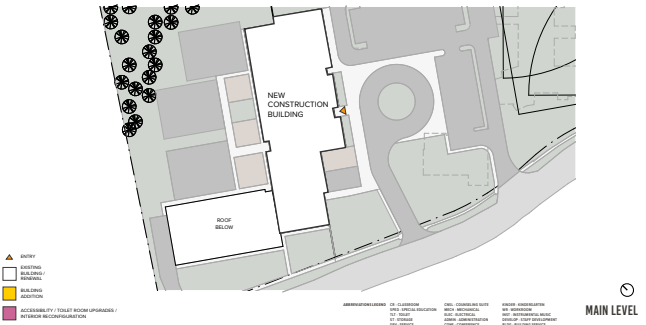 NEW
CONSTRUCTION
BUILDING
ROOF
BELOW
ENTRY
EXISTING
BUILDING /
RENEWAL
BUILDING
ADDITION
ACCESSIBILITY / TOILET ROOM UPGRADES /
INTERIOR RECONFIGURATION
ABBREVIATIONS LEGEND
CR - CLASSROOM
SPED - SPECIAL EDUCATION
TLT - TOILET
ST - STORAGE
CNSL - COUNSELING SUITE
MECH - MECHANICAL
ELEC - ELECTRICAL
ADMIN - ADMINISTRATION
KINDER - KINDERGARTEN
WR - WORKROOM
INST - INSTRUMENTAL MUSIC
DEVELOP - STAFF DEVELOPMENT
MAIN LEVEL